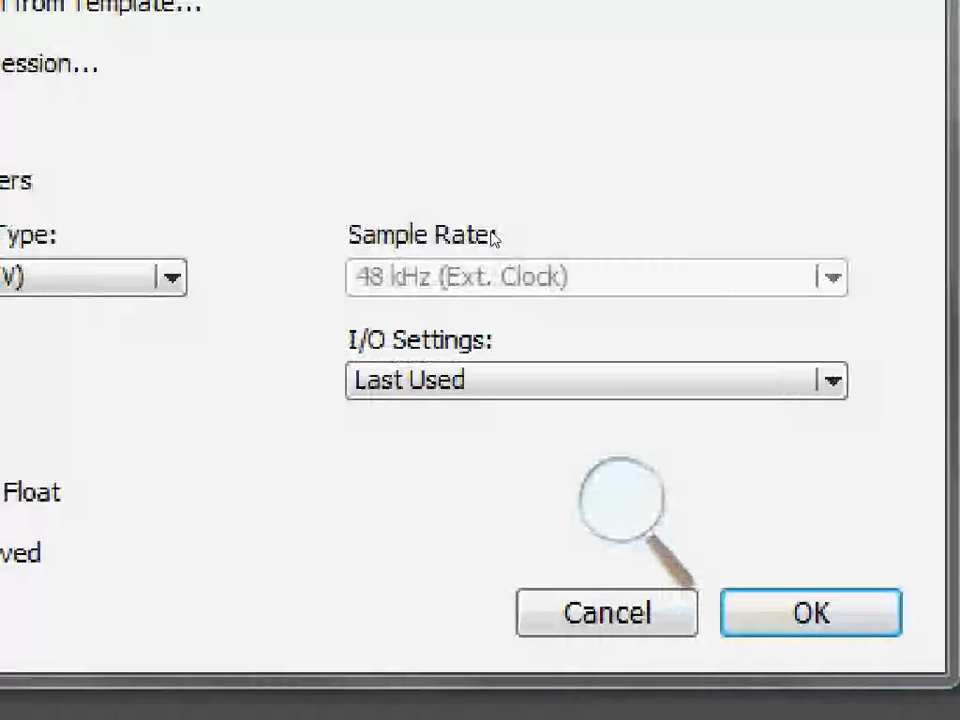 from Template...
ession...
ers
Type:
Sample Rate:
V)
48 kHz (Ext. Clock)
I/O Settings:
Last Used
Float
ved
Cancel
OK